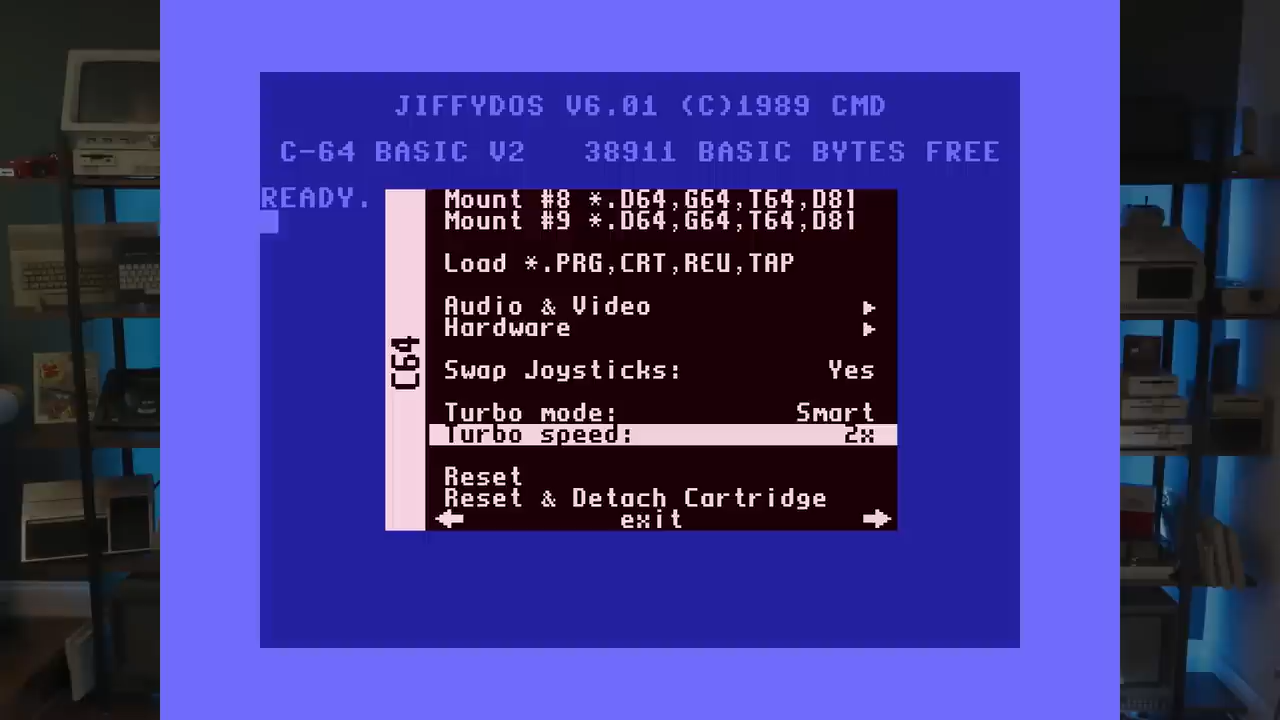 JIFFYDOS V6.01 (C)1989 CMD
C-64 BASIC V2 38911 BASIC BYTES FREE
READY.
C64
Mount #8 *.D64,G64,T64,D81
Mount #9 *.D64,G64,T64,D81
Load *.PRG,CRT,REU,TAP
Audio & Video ▶
Hardware ▶
Swap Joysticks: Yes
Turbo mode: Smart
Turbo speed: 2x
Reset
Reset & Detach Cartridge
exit